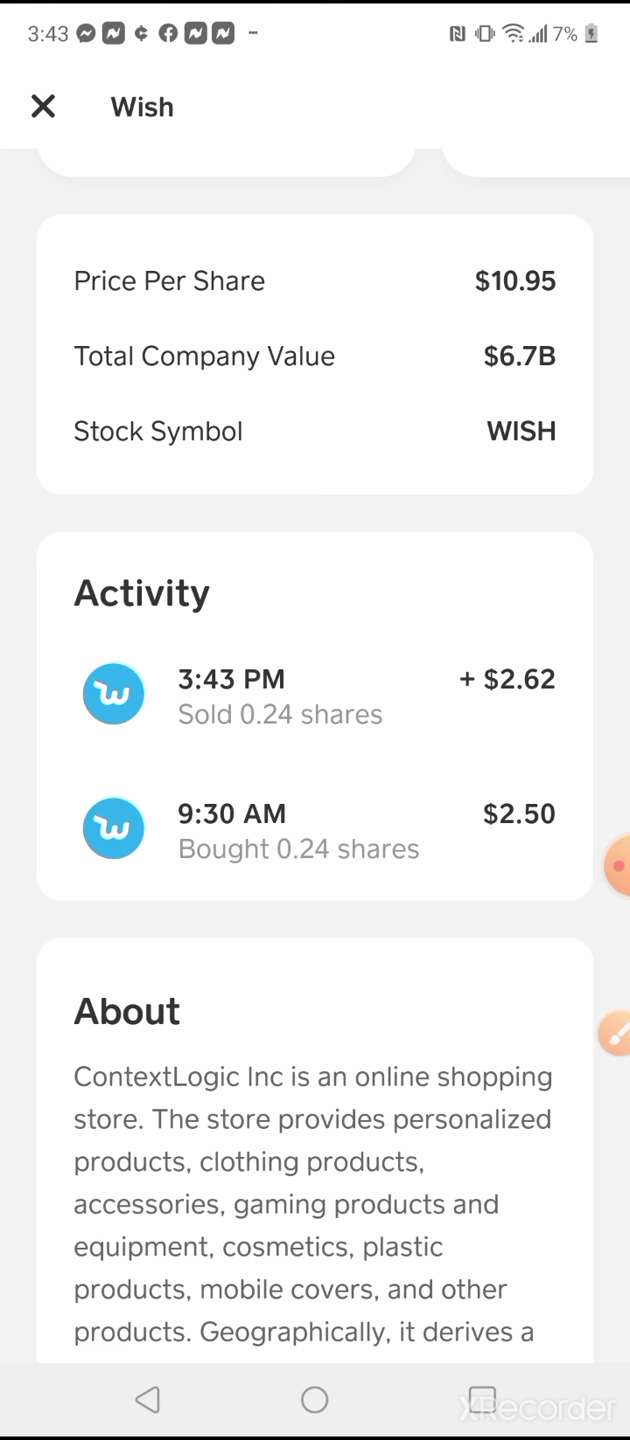 3:43 7%
Wish
Price Per Share $10.95
Total Company Value $6.7B
Stock Symbol WISH
Activity
3:43 PM + $2.62
Sold 0.24 shares
9:30 AM $2.50
Bought 0.24 shares
About
ContextLogic Inc is an online shopping
store. The store provides personalized
products, clothing products,
accessories, gaming products and
equipment, cosmetics, plastic
products, mobile covers, and other
products. Geographically, it derives a
XRecorder